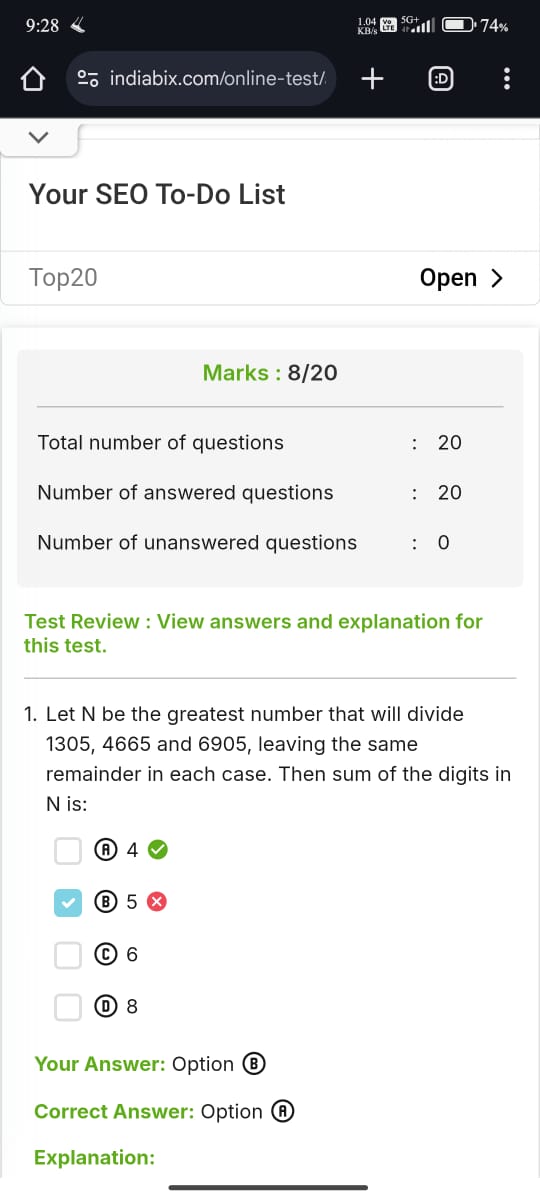 9:28
1.04 KB/s Vo LTE 5G+ 74%
indiabix.com/online-test/ :D
Your SEO To-Do List
Top20 Open
Marks : 8/20
Total number of questions : 20
Number of answered questions : 20
Number of unanswered questions : 0
Test Review : View answers and explanation for
this test.
1. Let N be the greatest number that will divide
1305, 4665 and 6905, leaving the same
remainder in each case. Then sum of the digits in
N is:
A 4
B 5
C 6
D 8
Your Answer: Option B
Correct Answer: Option A
Explanation: